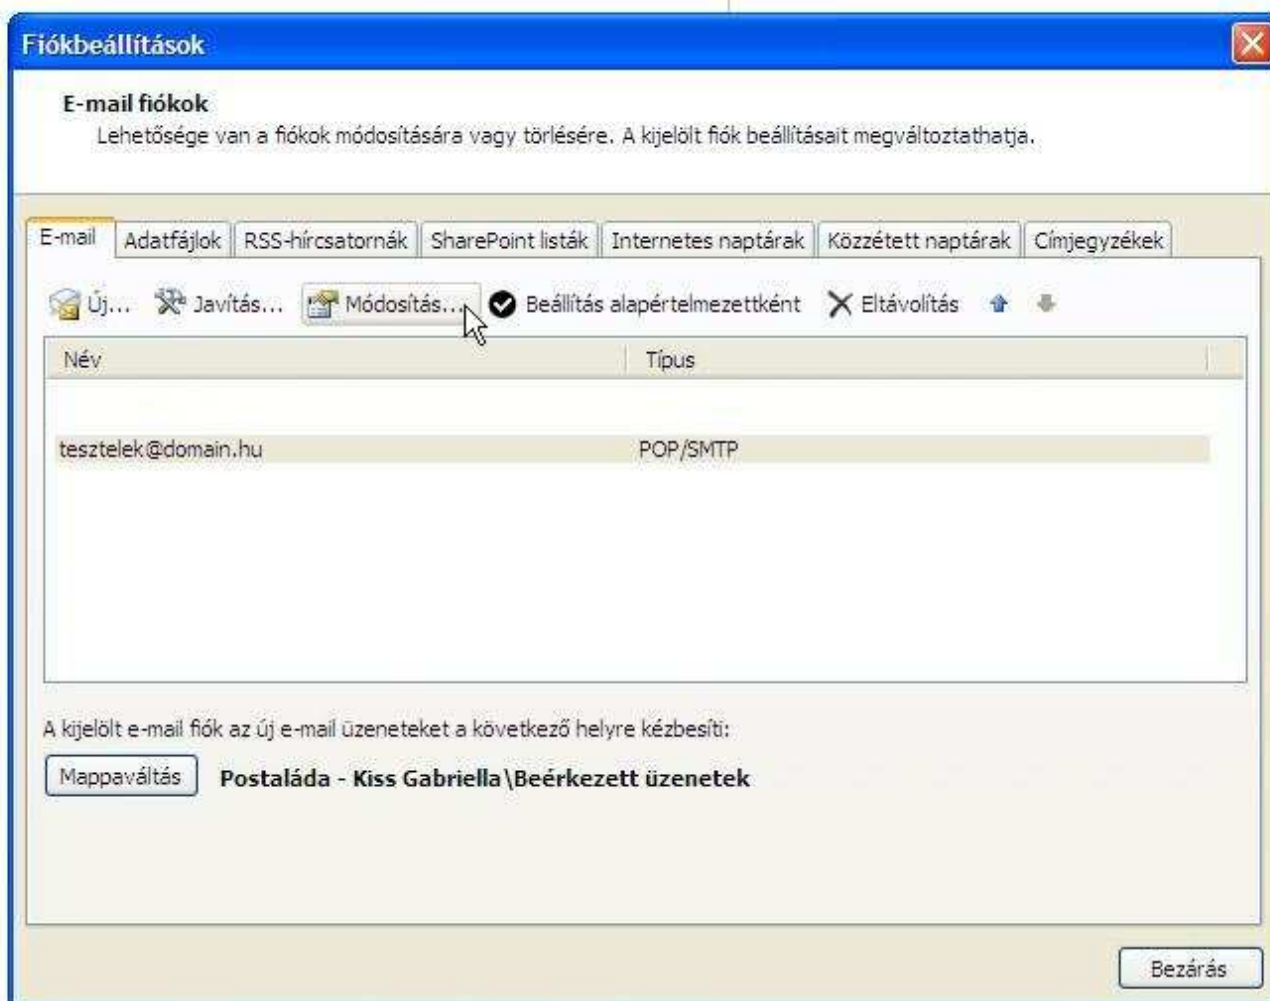 Fiókbeállítások
E-mail fiókok
Lehetősége van a fiókok módosítására vagy törlésére. A kijelölt fiók beállításait megváltoztathatja.
E-mail Adatfájlok RSS-hírcsatornák SharePoint listák Internetes naptárak Közzétett naptárak Címjegyzékek
Új... Javítás... Módosítás... Beállítás alapértelmezettként Eltávolítás
Név Típus
tesztelek@domain.hu POP/SMTP
A kijelölt e-mail fiók az új e-mail üzeneteket a következő helyre kézbesíti:
Mappaváltás Postaláda - Kiss Gabriella\Beérkezett üzenetek
Bezárás